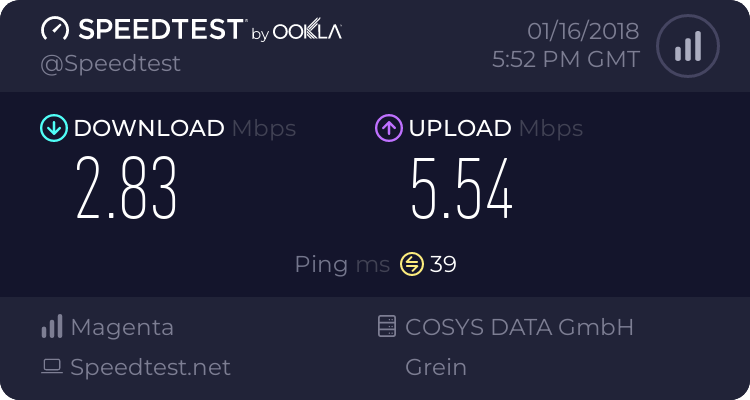 SPEEDTEST by OOKLA
@Speedtest
01/16/2018
5:52 PM GMT
DOWNLOAD Mbps
2.83
UPLOAD Mbps
5.54
Ping ms 39
Magenta
Speedtest.net
COSYS DATA GmbH
Grein